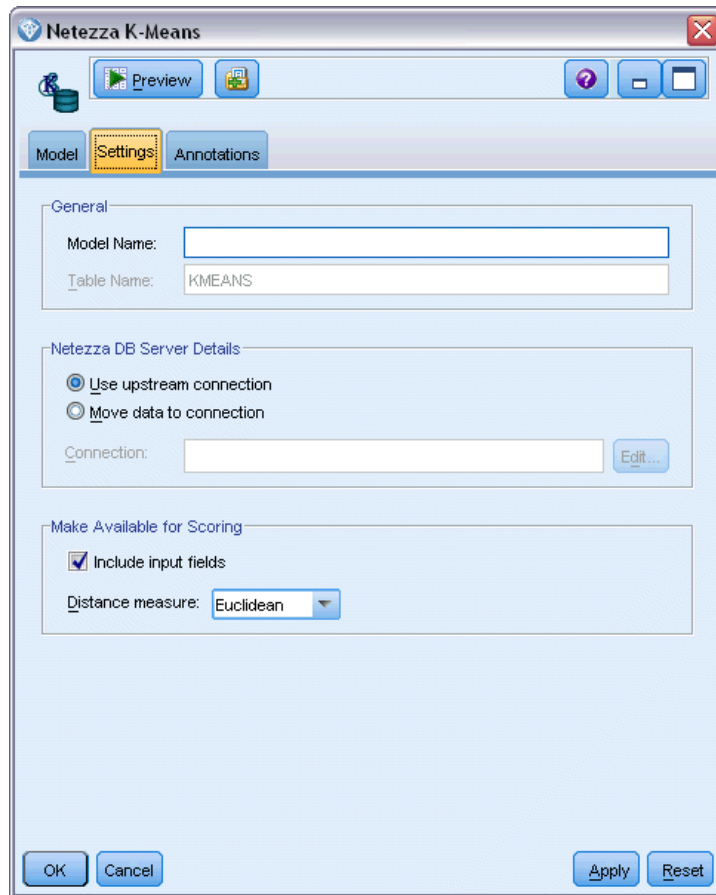 Netezza K-Means
Preview
Model Settings Annotations
General
Model Name:
Table Name: KMEANS
Netezza DB Server Details
Use upstream connection
Move data to connection
Connection: Edit...
Make Available for Scoring
Include input fields
Distance measure: Euclidean
OK Cancel Apply Reset